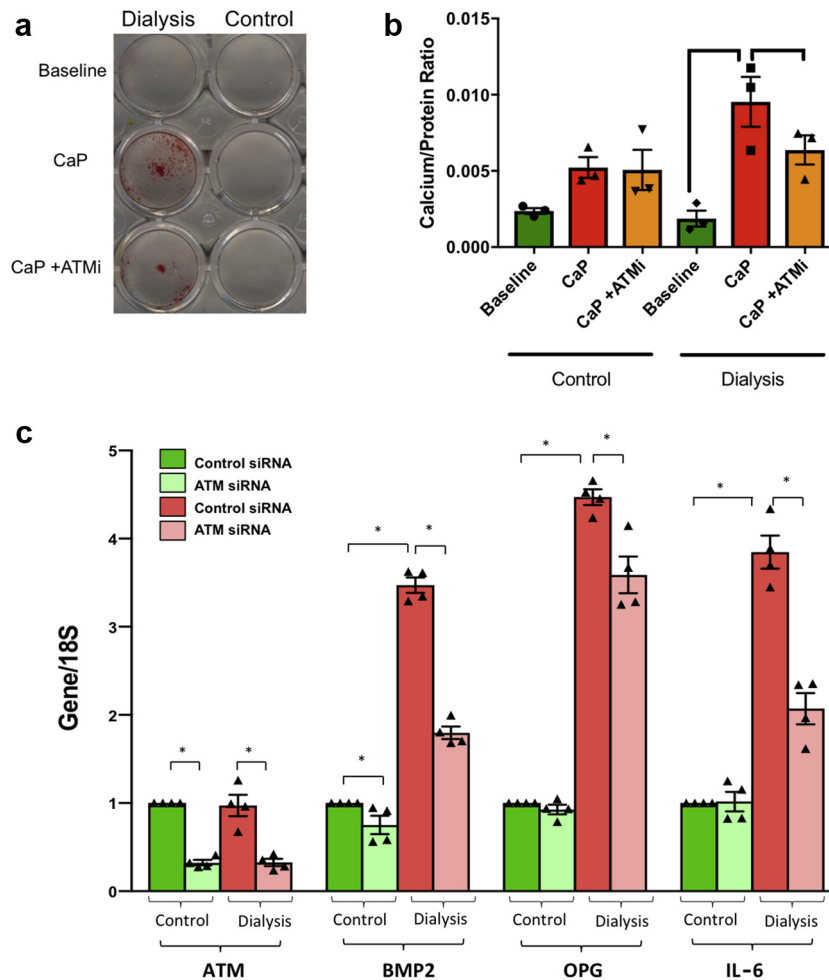 a
Dialysis Control
Baseline
CaP
CaP +ATMi
b
Calcium/Protein Ratio
0.015
0.010
0.005
0.000
Baseline
CaP
CaP +ATMi
Baseline
CaP
CaP +ATMi
Control Dialysis
c
Gene/18S
5
4
3
2
1
0
Control siRNA
ATM siRNA
Control siRNA
ATM siRNA
* *
* * *
* *
* *
Control Dialysis Control Dialysis Control Dialysis Control Dialysis
ATM BMP2 OPG IL-6